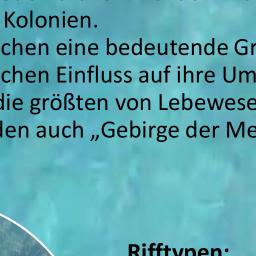 Kolonien.
chen eine bedeutende Gr
chen Einfluss auf ihre Um
die größten von Lebewese
den auch „Gebirge der Me
Rifftypen: